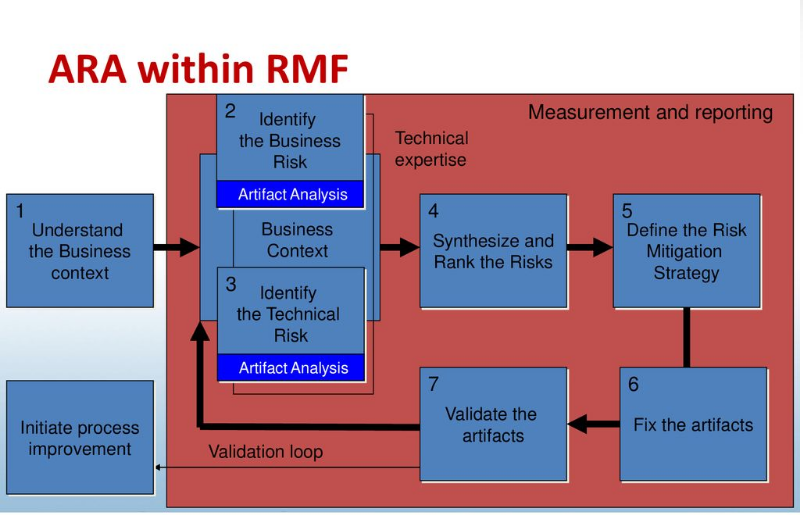 ARA within RMF
Measurement and reporting
1
Understand
the Business
context
2
Identify
the Business
Risk
Artifact Analysis
Technical
expertise
Business
Context
3
Identify
the Technical
Risk
Artifact Analysis
4
Synthesize and
Rank the Risks
5
Define the Risk
Mitigation
Strategy
6
Fix the artifacts
7
Validate the
artifacts
Validation loop
Initiate process
improvement